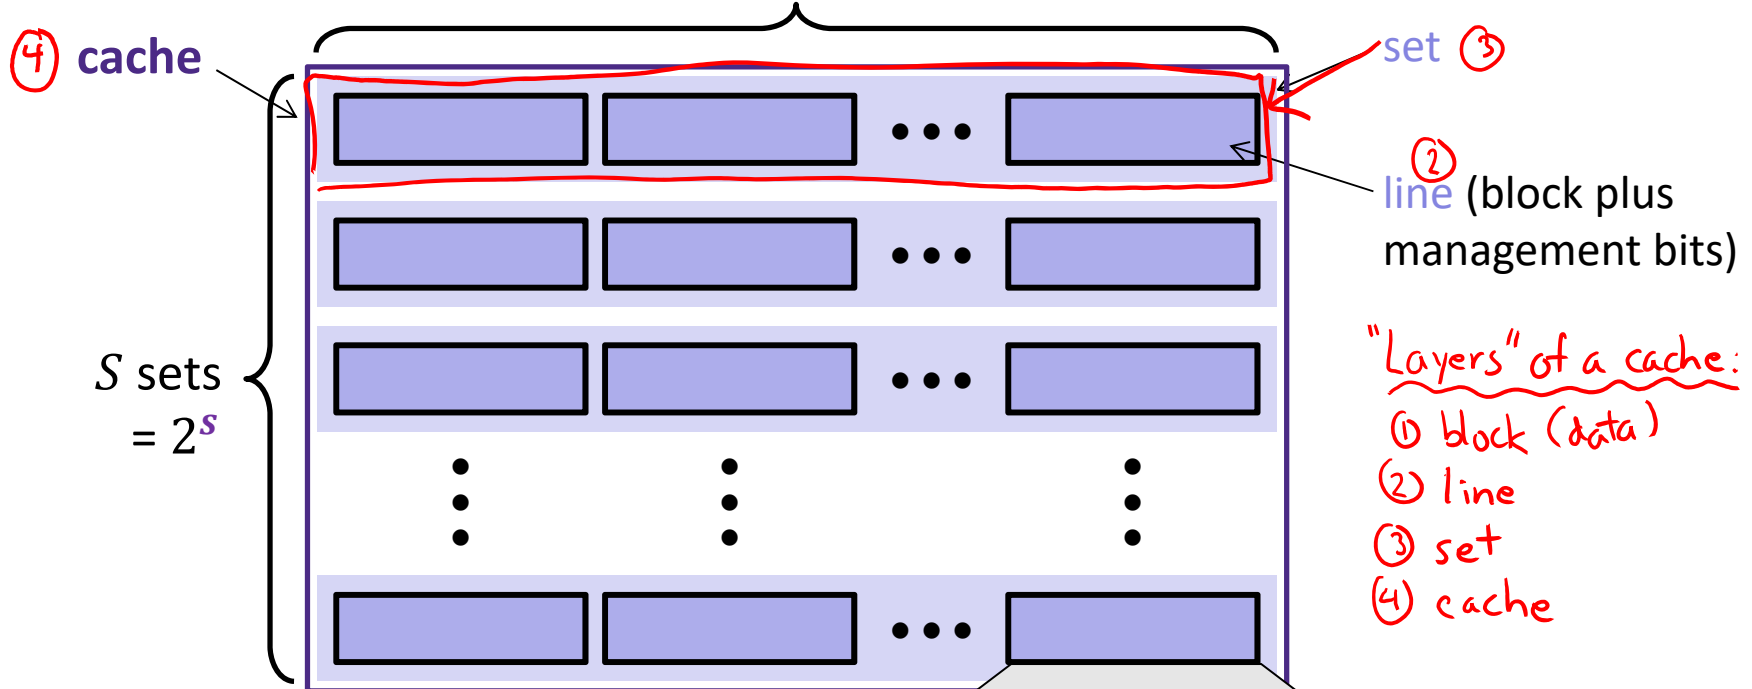 ④ cache
set ③
②
line (block plus
management bits)
S sets
= 2^s
"Layers" of a cache:
① block (data)
② line
③ set
④ cache